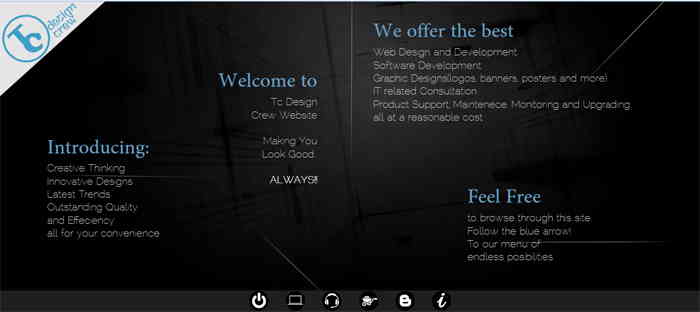 Tc
design
crew
We offer the best
Web Design and Development
Software Development
Graphic Designs(logos, banners, posters and more)
IT related Consultation
Product Support, Maintenece, Montoring and Upgrading
all at a reasonable cost
Welcome to
Tc Design
Crew Website
Making You
Look Good.
ALWAYS!!
Introducing:
Creative Thinking
Innovative Designs
Latest Trends
Outstanding Quality
and Effeciency
all for your convenience
Feel Free
to browse through this site
Follow the blue arrow!
To our menu of
endless posiblities